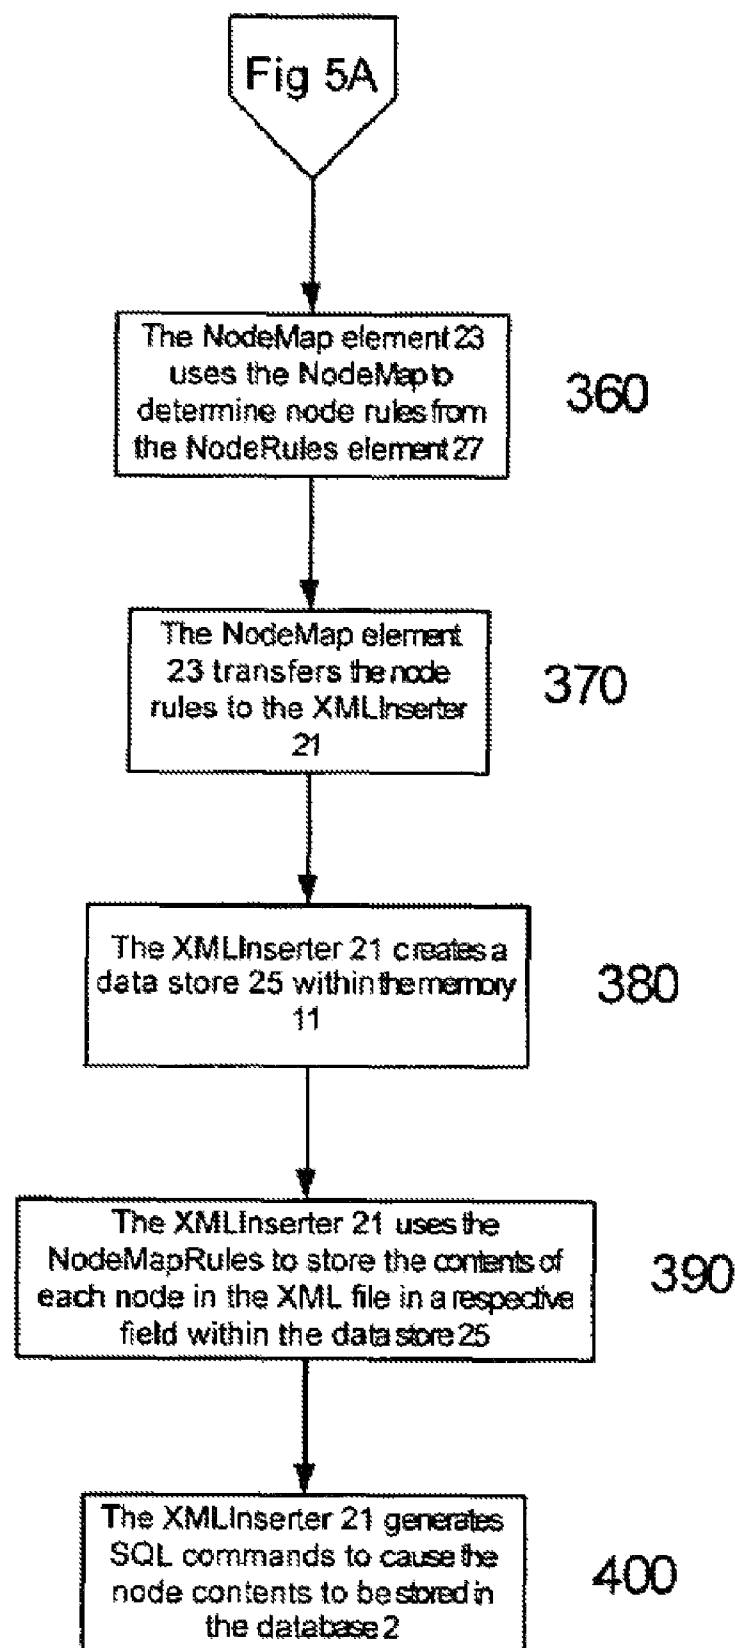 Fig 5A
The NodeMap element 23
uses the NodeMap to
determine node rules from
the NodeRules element 27
360
The NodeMap element
23 transfers the node
rules to the XMLInserter
21
370
The XMLInserter 21 creates a
data store 25 within the memory
11
380
The XMLInserter 21 uses the
NodeMapRules to store the contents of
each node in the XML file in a respective
field within the data store 25
390
The XMLInserter 21 generates
SQL commands to cause the
node contents to be stored in
the database 2
400